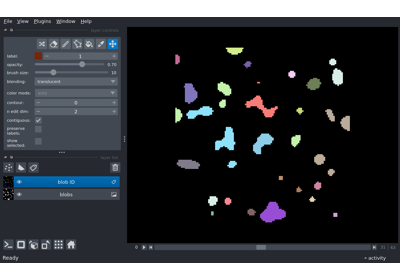 File View Plugins Window Help
label: 1
opacity: 0.70
brush size: 10
blending: translucent
color mode:
contour: 0
n edit dim: 2
contiguous:
preserve
labels:
show
selected:
blob ID
blobs
Ready
activity